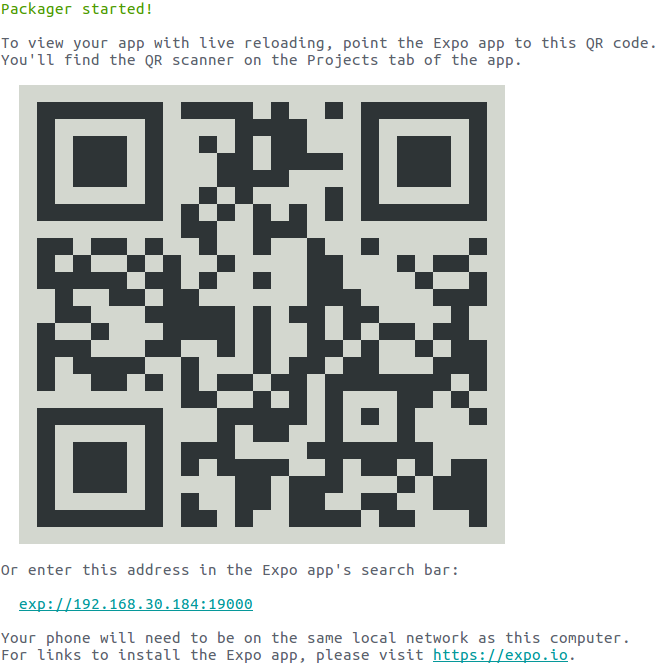 Packager started!
To view your app with live reloading, point the Expo app to this QR code.
You'll find the QR scanner on the Projects tab of the app.
Or enter this address in the Expo app's search bar:
exp://192.168.30.184:19000
Your phone will need to be on the same local network as this computer.
For links to install the Expo app, please visit https://expo.io.